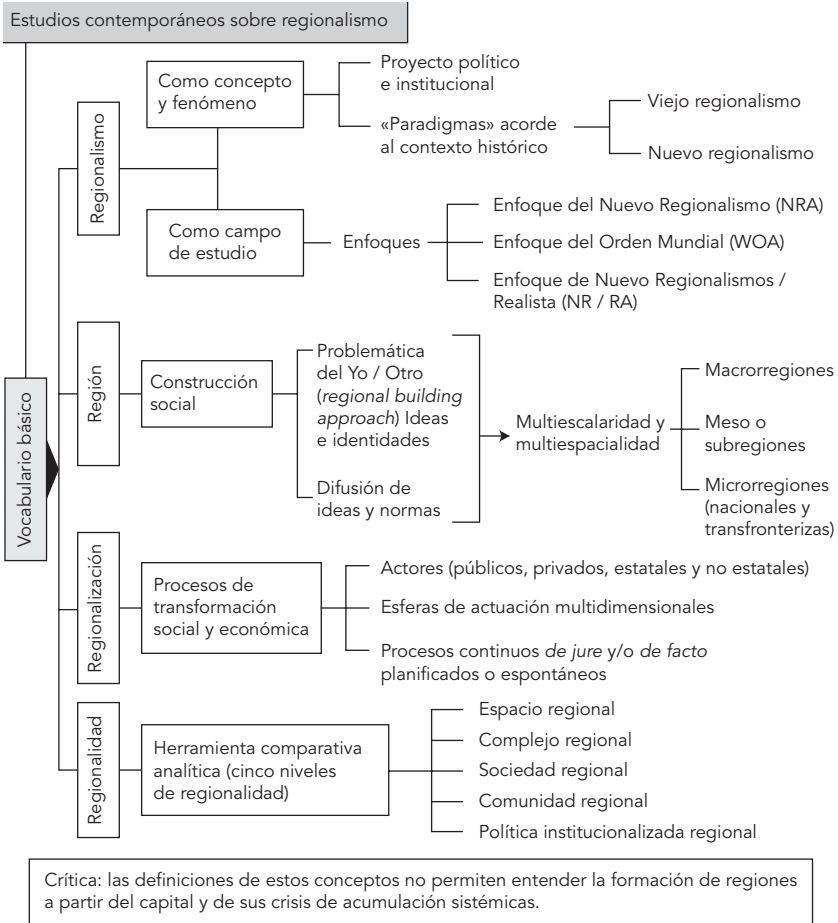 Estudios contemporáneos sobre regionalismo
Vocabulario básico
Regionalismo
Como concepto
y fenómeno
Proyecto político
e institucional
«Paradigmas» acorde
al contexto histórico
Viejo regionalismo
Nuevo regionalismo
Como campo
de estudio
Enfoques
Enfoque del Nuevo Regionalismo (NRA)
Enfoque del Orden Mundial (WOA)
Enfoque de Nuevo Regionalismos /
Realista (NR / RA)
Región
Construcción
social
Problemática
del Yo / Otro
(regional building
approach) Ideas
e identidades
Difusión de
ideas y normas
Multiescalaridad y
multiespacialidad
Macrorregiones
Meso o
subregiones
Microrregiones
(nacionales y
transfronterizas)
Regionalización
Procesos de
transformación
social y económica
Actores (públicos, privados, estatales y no estatales)
Esferas de actuación multidimensionales
Procesos continuos de jure y/o de facto
planificados o espontáneos
Regionalidad
Herramienta comparativa
analítica (cinco niveles
de regionalidad)
Espacio regional
Complejo regional
Sociedad regional
Comunidad regional
Política institucionalizada regional
Crítica: las definiciones de estos conceptos no permiten entender la formación de regiones
a partir del capital y de sus crisis de acumulación sistémicas.